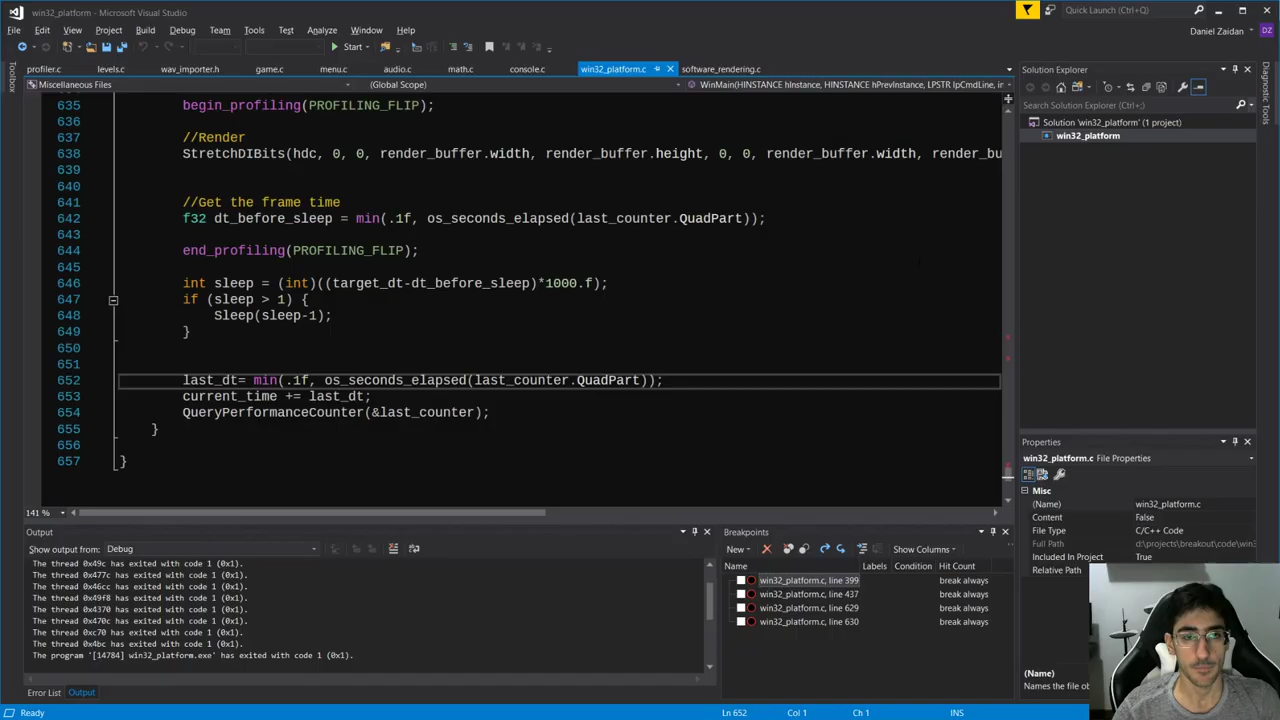 win32_platform - Microsoft Visual Studio
Quick Launch (Ctrl+Q)
File Edit View Project Build Debug Team Tools Test Analyze Window Help
Daniel Zaidan DZ
Start
Toolbox
profiler.c levels.c wav_importer.h game.c menu.c audio.c math.c console.c win32_platform.c software_rendering.c
Miscellaneous Files (Global Scope) WinMain(HINSTANCE hInstance, HINSTANCE hPrevInstance, LPSTR lpCmdLine, in
635 begin_profiling(PROFILING_FLIP);
636
637 //Render
638 StretchDIBits(hdc, 0, 0, render_buffer.width, render_buffer.height, 0, 0, render_buffer.width, render_bu
639
640
641 //Get the frame time
642 f32 dt_before_sleep = min(.1f, os_seconds_elapsed(last_counter.QuadPart));
643
644 end_profiling(PROFILING_FLIP);
645
646 int sleep = (int)((target_dt-dt_before_sleep)*1000.f);
647 if (sleep > 1) {
648 Sleep(sleep-1);
649 }
650
651
652 last_dt= min(.1f, os_seconds_elapsed(last_counter.QuadPart));
653 current_time += last_dt;
654 QueryPerformanceCounter(&last_counter);
655 }
656
657 }
141 %
Solution Explorer
Search Solution Explorer (Ctrl+;)
Solution 'win32_platform' (1 project)
win32_platform
Diagnostic Tools
Properties
win32_platform.c File Properties
Misc
(Name) win32_platform.c
Content False
File Type C/C++ Code
Full Path d:\projects\breakout\code\win3
Included In Project True
Relative Path
(Name)
Names the file ob
Output
Show output from: Debug
The thread 0x49c has exited with code 1 (0x1).
The thread 0x477c has exited with code 1 (0x1).
The thread 0x46cc has exited with code 1 (0x1).
The thread 0x49f8 has exited with code 1 (0x1).
The thread 0x4370 has exited with code 1 (0x1).
The thread 0x470c has exited with code 1 (0x1).
The thread 0xc70 has exited with code 1 (0x1).
The thread 0x4bc has exited with code 1 (0x1).
The program '[14784] win32_platform.exe' has exited with code 1 (0x1).
Error List Output
Breakpoints
New Show Columns
Name Labels Condition Hit Count
win32_platform.c, line 399 break always
win32_platform.c, line 437 break always
win32_platform.c, line 629 break always
win32_platform.c, line 630 break always
Ready Ln 652 Col 1 Ch 1 INS